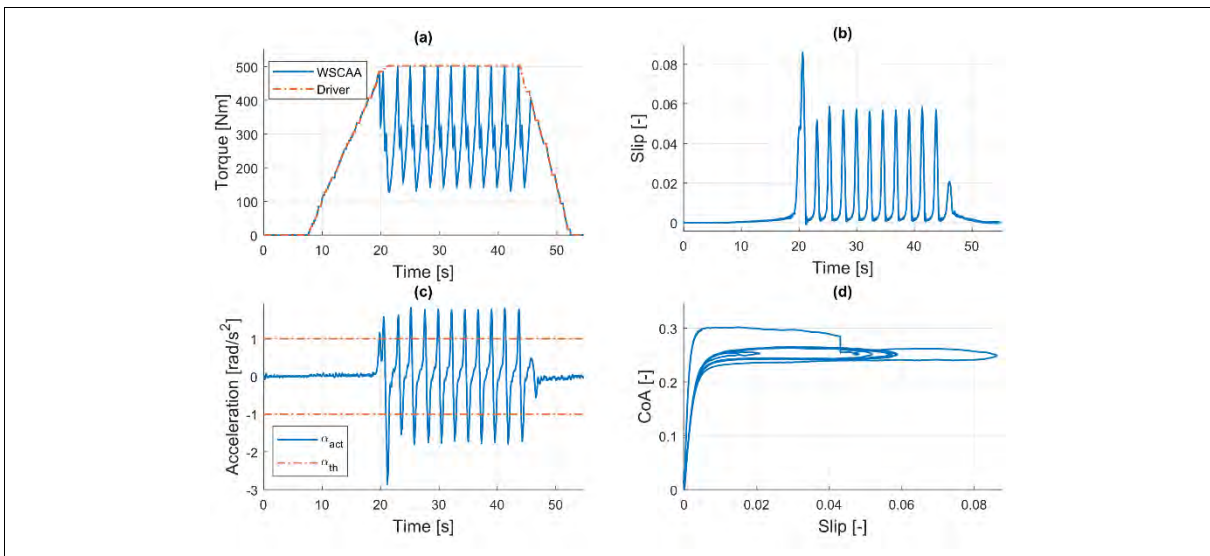 (a)
500
400
300
200
100
0
Torque [Nm]
WSCAA
Driver
0 10 20 30 40 50
Time [s]
(b)
0.08
0.06
0.04
0.02
0
Slip [-]
0 10 20 30 40 50
Time [s]
(c)
1
0
-1
-2
-3
Acceleration [rad/s²]
α_act
α_th
0 10 20 30 40 50
Time [s]
(d)
0.3
0.2
0.1
0
CoA [-]
0 0.02 0.04 0.06 0.08
Slip [-]